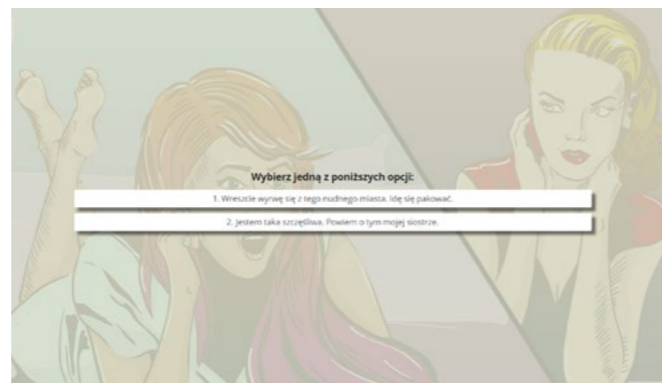 Wybierz jedną z poniższych opcji:
1. Wreszcie wyrwę się z tego nudnego miasta. Idę się pakować.
2. Jestem taka szczęśliwa. Powiem o tym mojej siostrze.